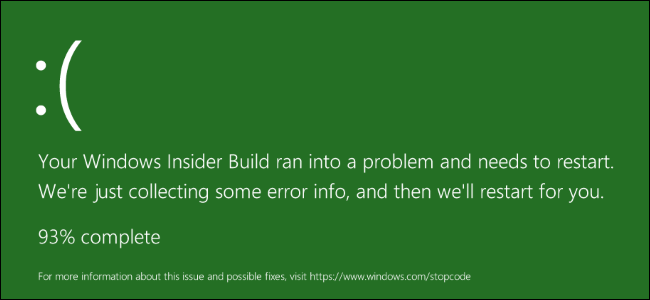 :(
Your Windows Insider Build ran into a problem and needs to restart.
We're just collecting some error info, and then we'll restart for you.
93% complete
For more information about this issue and possible fixes, visit https://www.windows.com/stopcode